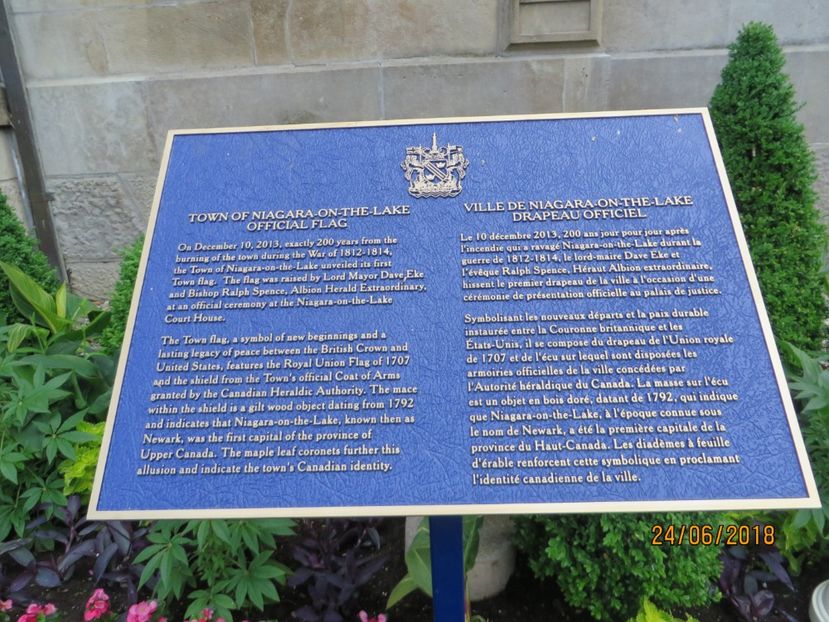 TOWN OF NIAGARA-ON-THE-LAKE
OFFICIAL FLAG
On December 10, 2013, exactly 200 years from the
burning of the town during the War of 1812-1814,
the Town of Niagara-on-the-Lake unveiled its first
Town flag. The flag was raised by Lord Mayor Dave Eke
and Bishop Ralph Spence, Albion Herald Extraordinary,
at an official ceremony at the Niagara-on-the-Lake
Court House.
The Town flag, a symbol of new beginnings and a
lasting legacy of peace between the British Crown and
United States, features the Royal Union Flag of 1707
and the shield from the Town's official Coat of Arms
granted by the Canadian Heraldic Authority. The mace
within the shield is a gilt wood object dating from 1792
and indicates that Niagara-on-the-Lake, known then as
Newark, was the first capital of the province of
Upper Canada. The maple leaf coronets further this
allusion and indicate the town's Canadian identity.
VILLE DE NIAGARA-ON-THE-LAKE
DRAPEAU OFFICIEL
Le 10 décembre 2013, 200 ans jour pour jour après
l'incendie qui a ravagé Niagara-on-the-Lake durant la
guerre de 1812-1814, le lord-maire Dave Eke et
l'évêque Ralph Spence, Héraut Albion extraordinaire,
hissent le premier drapeau de la ville à l'occasion d'une
cérémonie de présentation officielle au palais de justice.
Symbolisant les nouveaux départs et la paix durable
instaurée entre la Couronne britannique et les
États-Unis, il se compose du drapeau de l'Union royale
de 1707 et de l'écu sur lequel sont disposées les
armoiries officielles de la ville concédées par
l'Autorité héraldique du Canada. La masse sur l'écu
est un objet en bois doré, datant de 1792, qui indique
que Niagara-on-the-Lake, à l'époque connue sous
le nom de Newark, a été la première capitale de la
province du Haut-Canada. Les diadèmes à feuille
d'érable renforcent cette symbolique en proclamant
l'identité canadienne de la ville.
24/06/2018